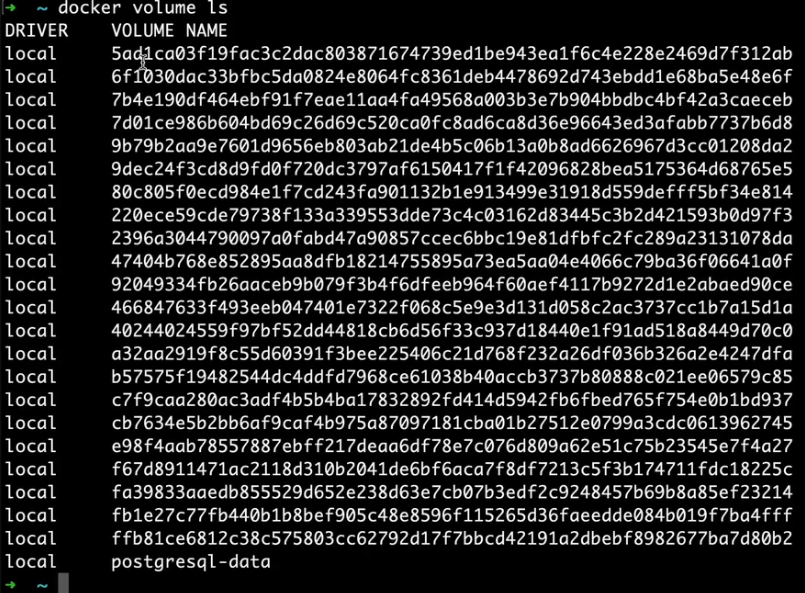 ➜ ~ docker volume ls
DRIVER VOLUME NAME
local 5ad1ca03f19fac3c2dac803871674739ed1be943ea1f6c4e228e2469d7f312ab
local 6f1030dac33bfbc5da0824e8064fc8361deb4478692d743ebdd1e68ba5e48e6f
local 7b4e190df464ebf91f7eae11aa4fa49568a003b3e7b904bbdbc4bf42a3caeceb
local 7d01ce986b604bd69c26d69c520ca0fc8ad6ca8d36e96643ed3afabb7737b6d8
local 9b79b2aa9e7601d9656eb803ab21de4b5c06b13a0b8ad6626967d3cc01208da2
local 9dec24f3cd8d9fd0f720dc3797af6150417f1f42096828bea5175364d68765e5
local 80c805f0ecd984e1f7cd243fa901132b1e913499e31918d559defff5bf34e814
local 220ece59cde79738f133a339553dde73c4c03162d83445c3b2d421593b0d97f3
local 2396a3044790097a0fabd47a90857ccec6bbc19e81dfbfc2fc289a23131078da
local 47404b768e852895aa8dfb18214755895a73ea5aa04e4066c79ba36f06641a0f
local 92049334fb26aaceb9b079f3b4f6dfeeb964f60aef4117b9272d1e2abaed90ce
local 466847633f493eeb047401e7322f068c5e9e3d131d058c2ac3737cc1b7a15d1a
local 40244024559f97bf52dd44818cb6d56f33c937d18440e1f91ad518a8449d70c0
local a32aa2919f8c55d60391f3bee225406c21d768f232a26df036b326a2e4247dfa
local b57575f19482544dc4ddfd7968ce61038b40accb3737b80888c021ee06579c85
local c7f9caa280ac3adf4b5b4ba17832892fd414d5942fb6fbed765f754e0b1bd937
local cb7634e5b2bb6af9caf4b975a87097181cba01b27512e0799a3cdc0613962745
local e98f4aab78557887ebff217deaa6df78e7c076d809a62e51c75b23545e7f4a27
local f67d8911471ac2118d310b2041de6bf6aca7f8df7213c5f3b174711fdc18225c
local fa39833aaedb855529d652e238d63e7cb07b3edf2c9248457b69b8a85ef23214
local fb1e27c77fb440b1b8bef905c48e8596f115265d36faeedde084b019f7ba4fff
local ffb81ce6812c38c575803cc62792d17f7bbcd42191a2dbebf8982677ba7d80b2
local postgresql-data
➜ ~